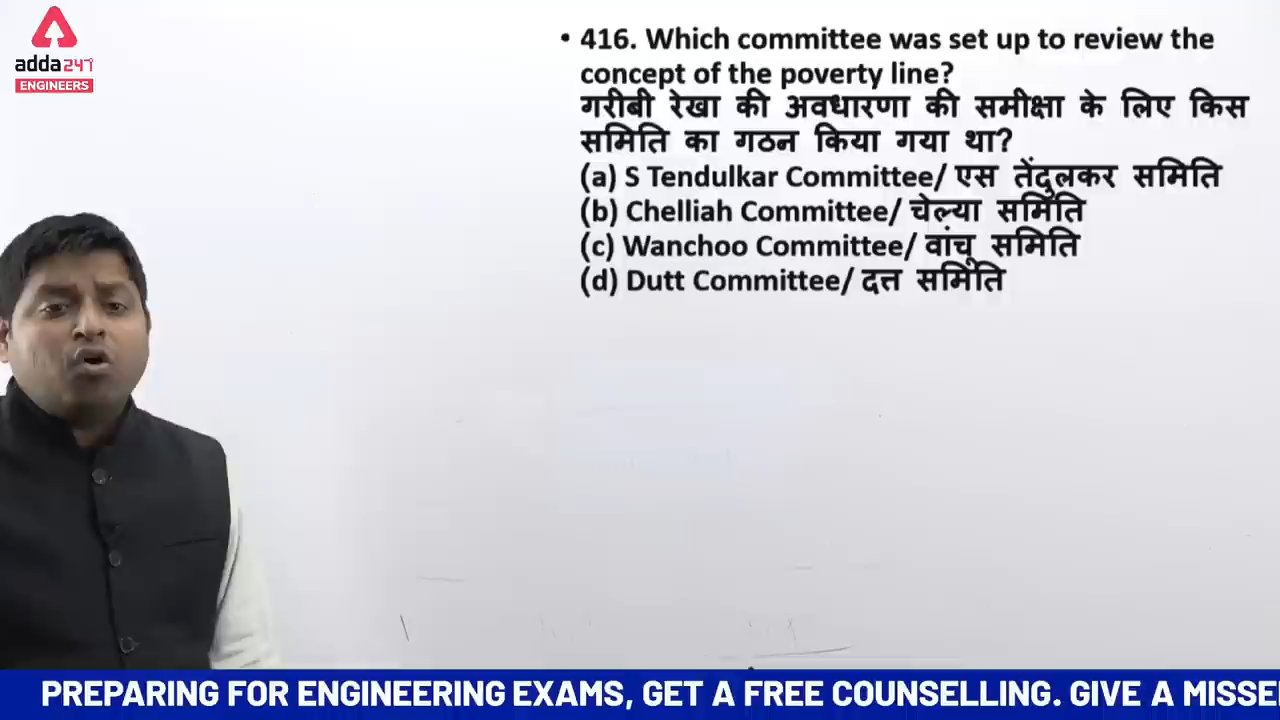 adda247
ENGINEERS
• 416. Which committee was set up to review the
concept of the poverty line?
गरीबी रेखा की अवधारणा की समीक्षा के लिए किस
समिति का गठन किया गया था?
(a) S Tendulkar Committee/ एस तेंदुलकर समिति
(b) Chelliah Committee/ चेल्या समिति
(c) Wanchoo Committee/ वांचू समिति
(d) Dutt Committee/ दत्त समिति
PREPARING FOR ENGINEERING EXAMS, GET A FREE COUNSELLING. GIVE A MISSE